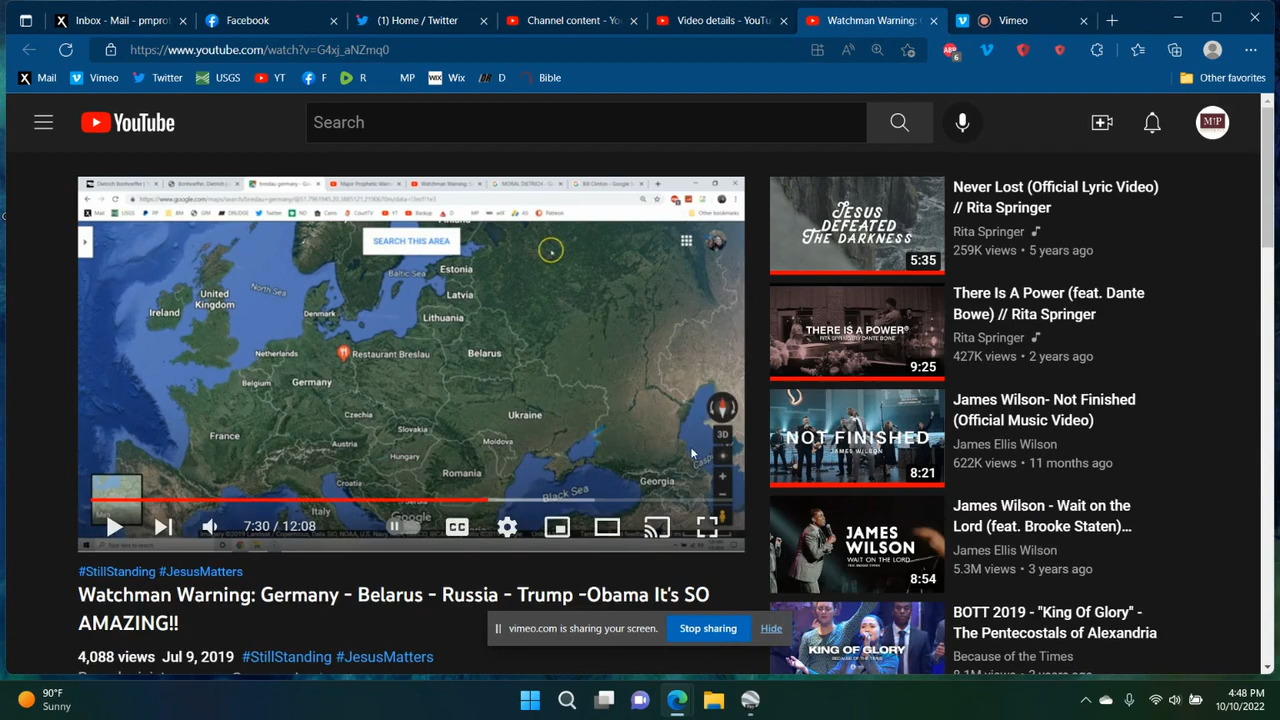 Inbox - Mail - pmprot
Facebook
(1) Home / Twitter
Channel content - Yo
Video details - YouTu
Watchman Warning: G
Vimeo
https://www.youtube.com/watch?v=G4xj_aNZmq0
ABP
6
Mail
Vimeo
Twitter
USGS
YT
F
R
MP
WIX Wix
D
Bible
Other favorites
YouTube
Search
M!P
SEARCH THIS AREA
Baltic Sea
Estonia
Latvia
Lithuania
North Sea
United Kingdom
Ireland
Denmark
Netherlands
Restaurant Breslau
Belarus
Belgium
Germany
Czechia
Ukraine
Slovakia
France
Austria
Moldova
Hungary
3D
Croatia
Romania
Georgia
Italy
Black Sea
Google
7:30 / 12:08
CC
#StillStanding #JesusMatters
Watchman Warning: Germany - Belarus - Russia - Trump -Obama It's SO
AMAZING!!
4,088 views Jul 9, 2019 #StillStanding #JesusMatters
vimeo.com is sharing your screen.
Stop sharing
Hide
JESUS
DEFEATED
THE DARKNESS
5:35
Never Lost (Official Lyric Video)
// Rita Springer
Rita Springer
259K views • 5 years ago
THERE IS A POWER
9:25
There Is A Power (feat. Dante
Bowe) // Rita Springer
Rita Springer
427K views • 2 years ago
NOT FINISHED
JAMES WILSON
8:21
James Wilson- Not Finished
(Official Music Video)
James Ellis Wilson
622K views • 11 months ago
JAMES
WILSON
WAIT ON THE LORD
8:54
James Wilson - Wait on the
Lord (feat. Brooke Staten)...
James Ellis Wilson
5.3M views • 3 years ago
KING OF GLORY
BOTT 2019 - "King Of Glory" -
The Pentecostals of Alexandria
Because of the Times
90°F
Sunny
4:48 PM
10/10/2022